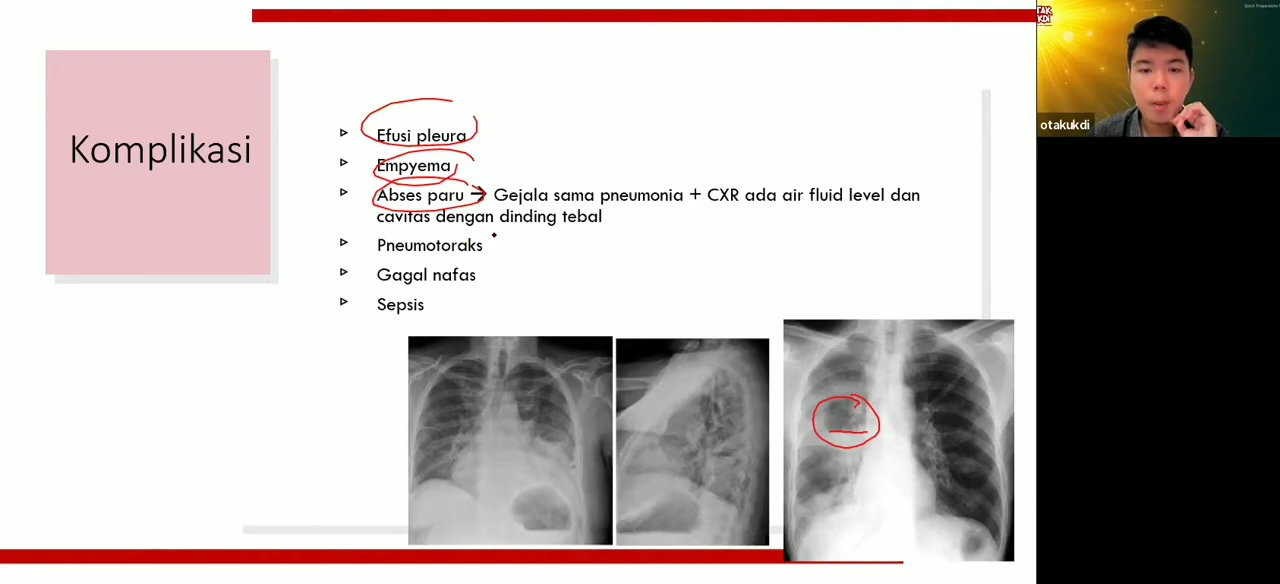 Komplikasi
Efusi pleura
Empyema
Abses paru → Gejala sama pneumonia + CXR ada air fluid level dan
cavitas dengan dinding tebal
Pneumotoraks
Gagal nafas
Sepsis
otakukdi